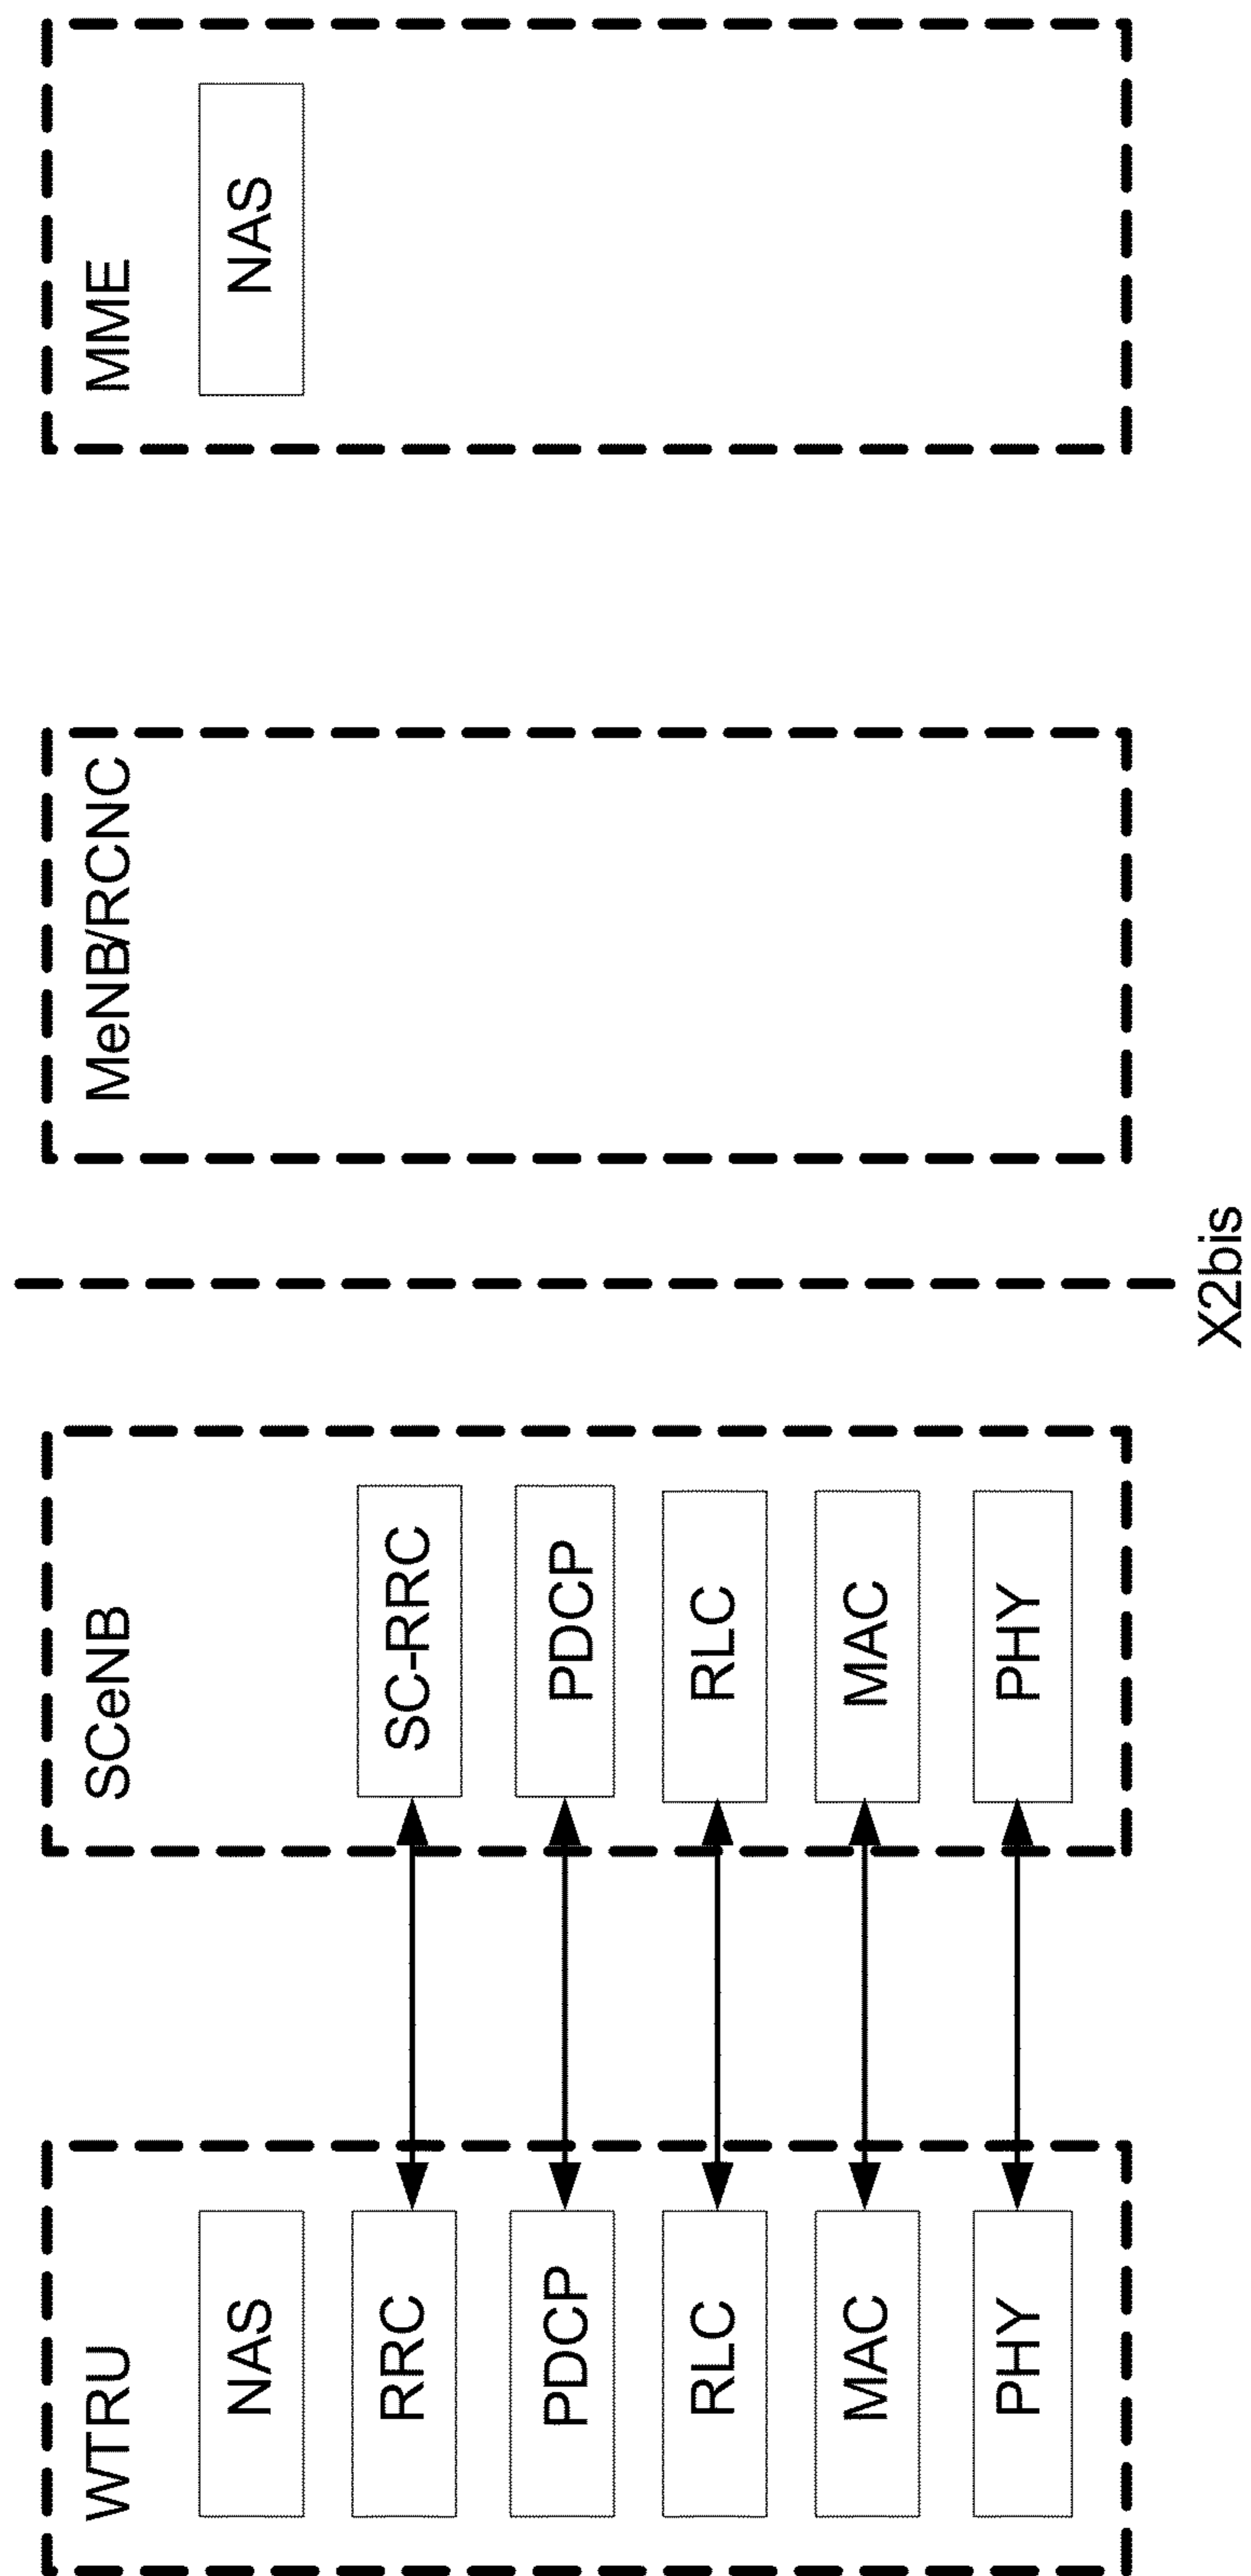 WTRU
NAS
RRC
PDCP
RLC
MAC
PHY
SCeNB
SC-RRC
PDCP
RLC
MAC
PHY
X2bis
MeNB/RCNC
MME
NAS